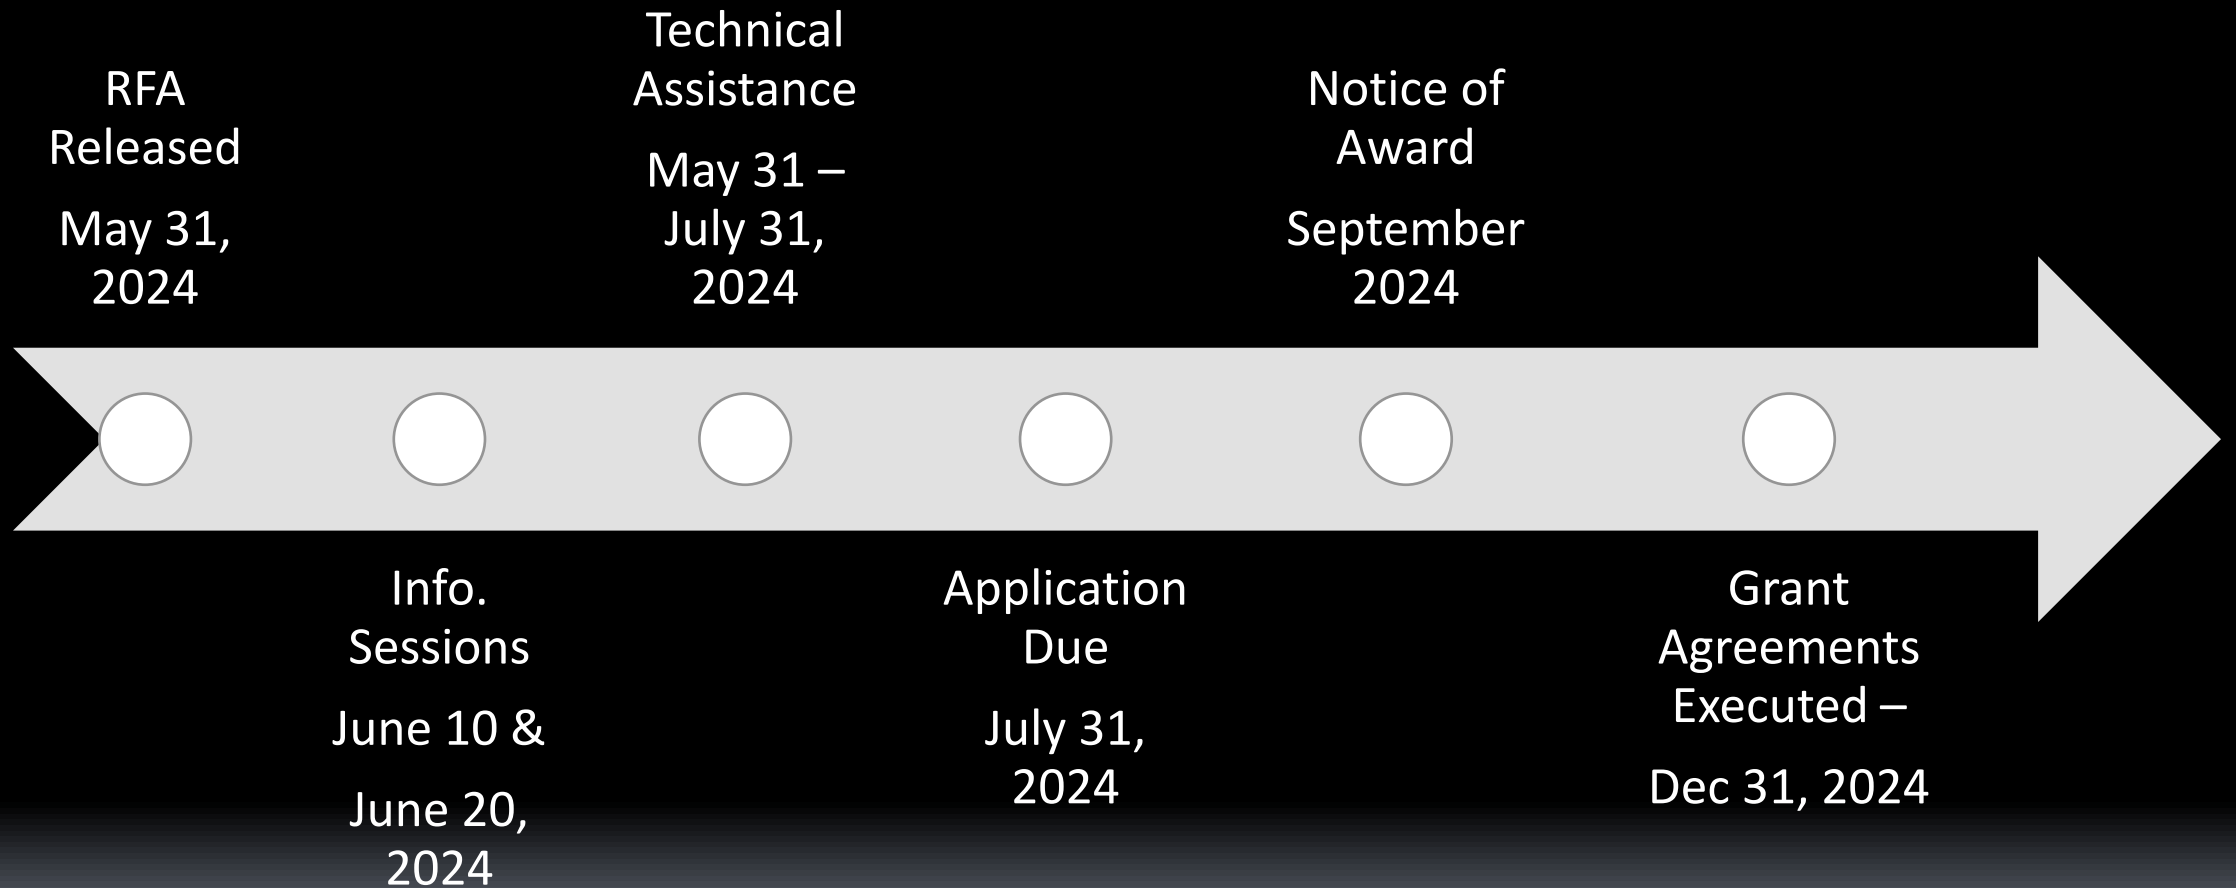 RFA
Released
May 31,
2024
Info.
Sessions
June 10 &
June 20,
2024
Technical
Assistance
May 31 –
July 31,
2024
Application
Due
July 31,
2024
Notice of
Award
September
2024
Grant
Agreements
Executed –
Dec 31, 2024